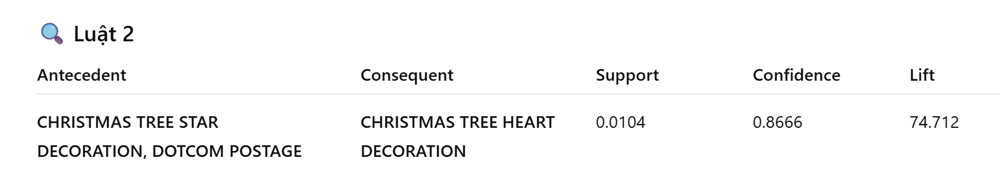 Luật 2
Antecedent Consequent Support Confidence Lift
CHRISTMAS TREE STAR CHRISTMAS TREE HEART 0.0104 0.8666 74.712
DECORATION, DOTCOM POSTAGE DECORATION